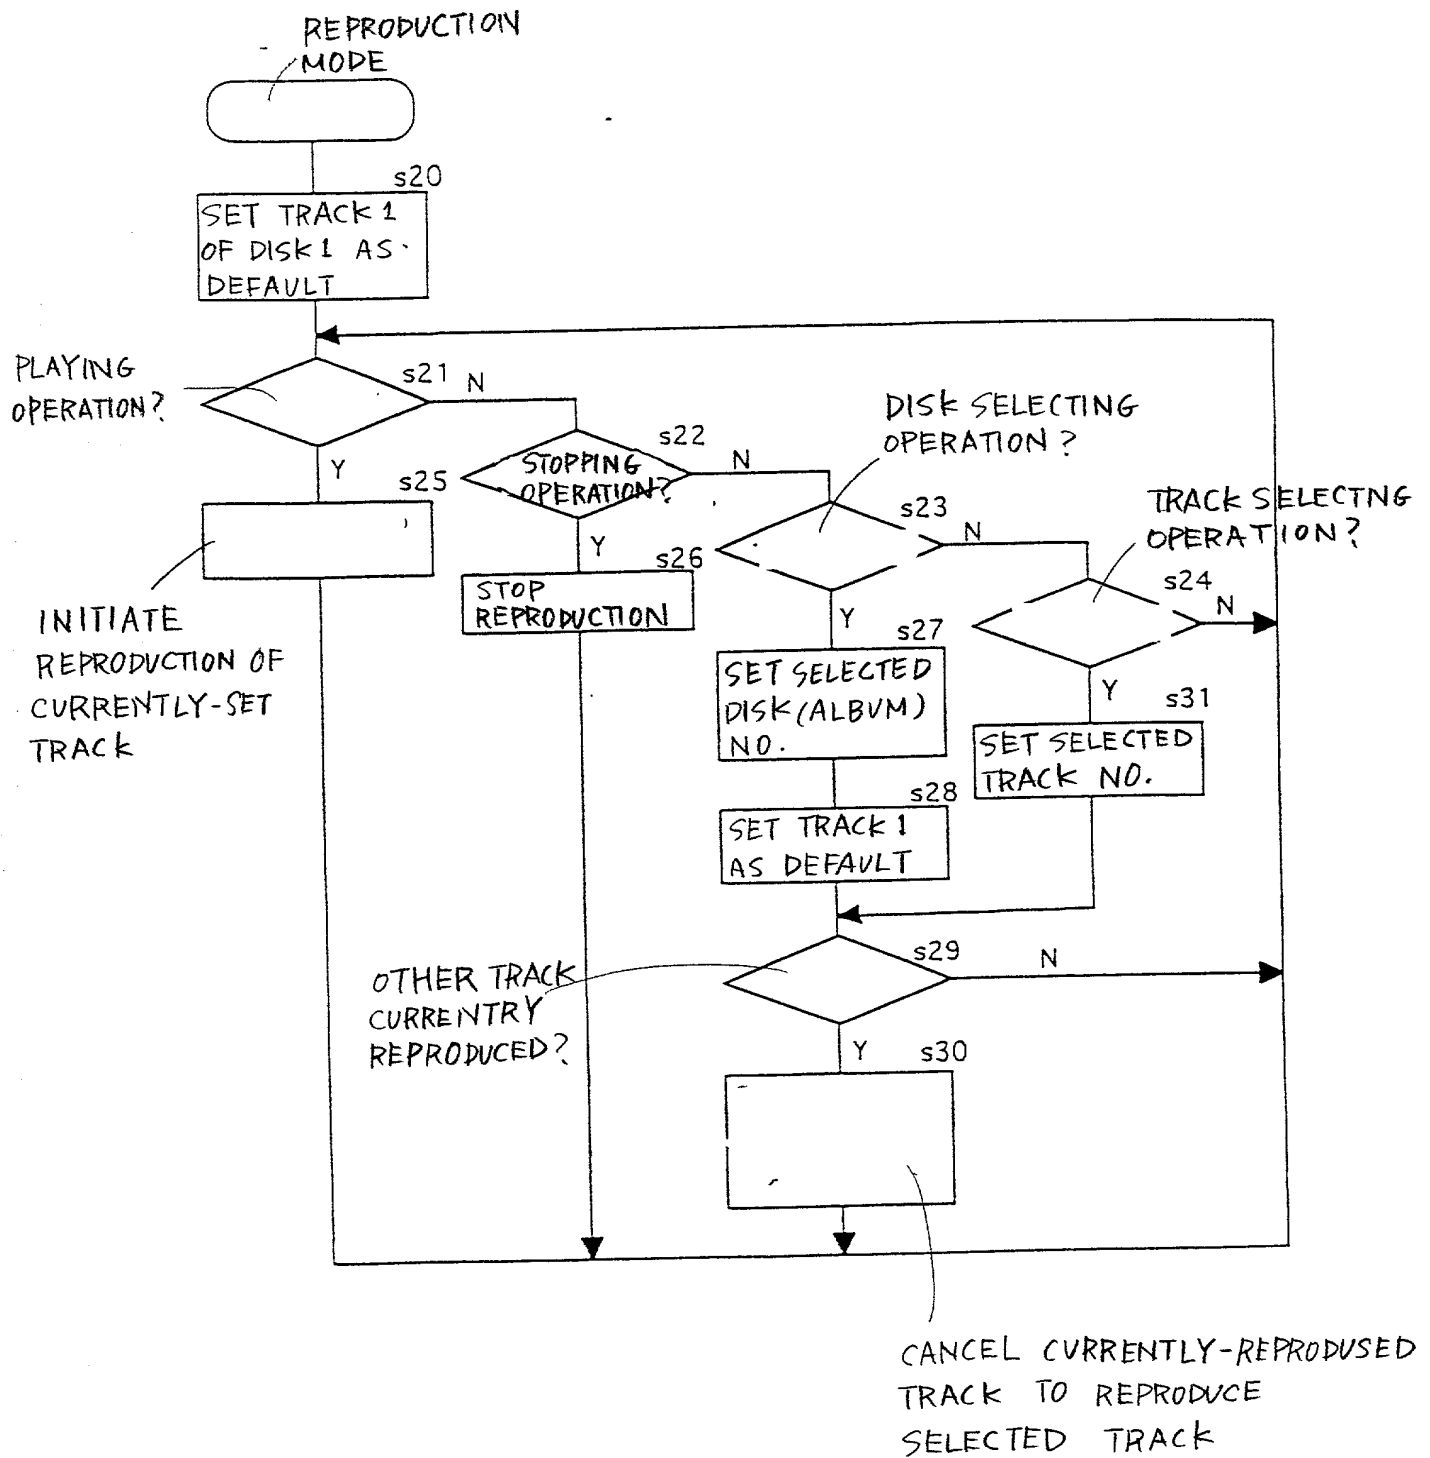 REPRODUCTION
MODE
s20
SET TRACK 1
OF DISK 1 AS
DEFAULT
PLAYING
OPERATION?
s21
N
Y
s25
INITIATE
REPRODUCTION OF
CURRENTLY-SET
TRACK
s22
STOPPING
OPERATION?
N
Y
s26
STOP
REPRODUCTION
DISK SELECTING
OPERATION?
s23
N
Y
s27
SET SELECTED
DISK (ALBUM)
NO.
s28
SET TRACK 1
AS DEFAULT
TRACK SELECTNG
OPERATION?
s24
N
Y
s31
SET SELECTED
TRACK NO.
OTHER TRACK
CURRENTRY
REPRODUCED?
s29
N
Y
s30
CANCEL CURRENTLY-REPRODUSED
TRACK TO REPRODUCE
SELECTED TRACK